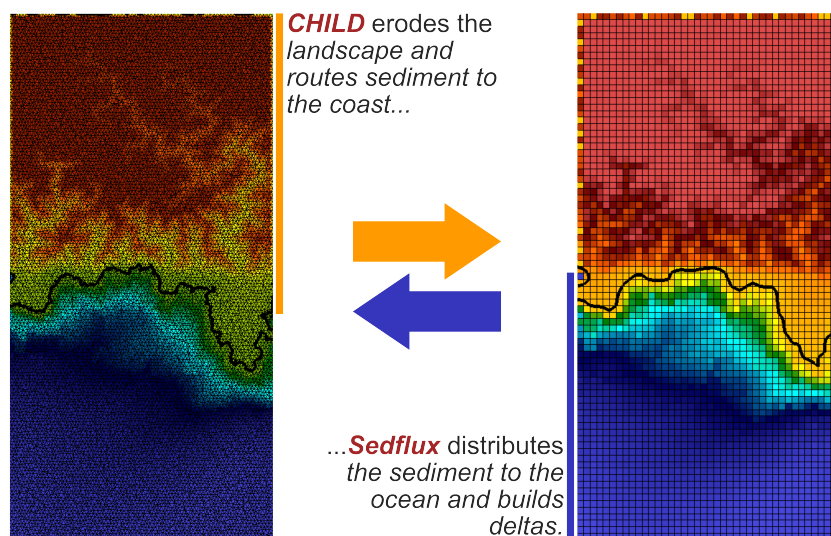 CHILD erodes the
landscape and
routes sediment to
the coast...
...Sedflux distributes
the sediment to the
ocean and builds
deltas.